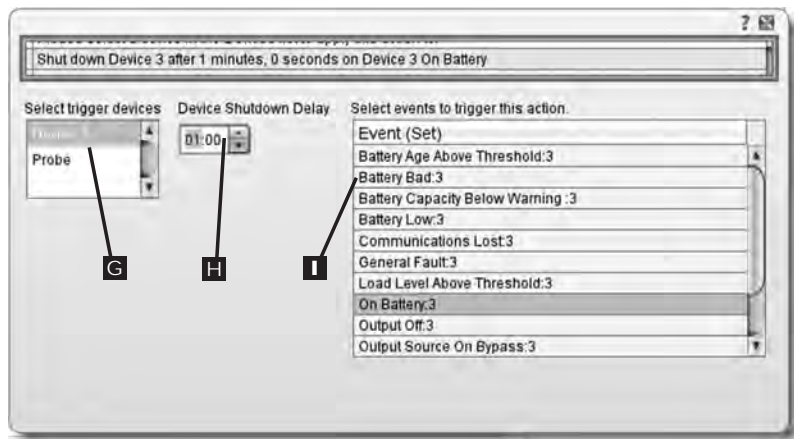 ?
Shut down Device 3 after 1 minutes, 0 seconds on Device 3 On Battery
Select trigger devices
Device Shutdown Delay
Select events to trigger this action.
Probe
01:00
Event (Set)
Battery Age Above Threshold:3
Battery Bad:3
Battery Capacity Below Warning :3
Battery Low:3
Communications Lost:3
General Fault:3
Load Level Above Threshold:3
On Battery:3
Output Off:3
Output Source On Bypass:3
G
H
I